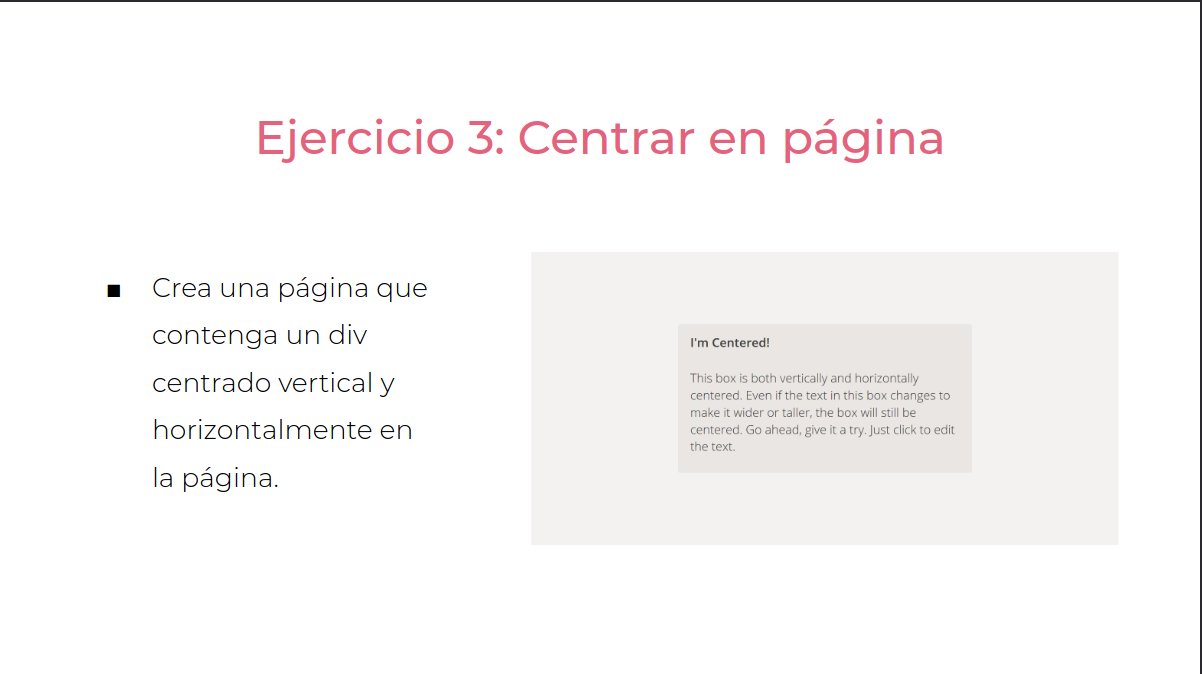 Ejercicio 3: Centrar en página
■ Crea una página que
contenga un div
centrado vertical y
horizontalmente en
la página.
I'm Centered!
This box is both vertically and horizontally
centered. Even if the text in this box changes to
make it wider or taller, the box will still be
centered. Go ahead, give it a try. Just click to edit
the text.